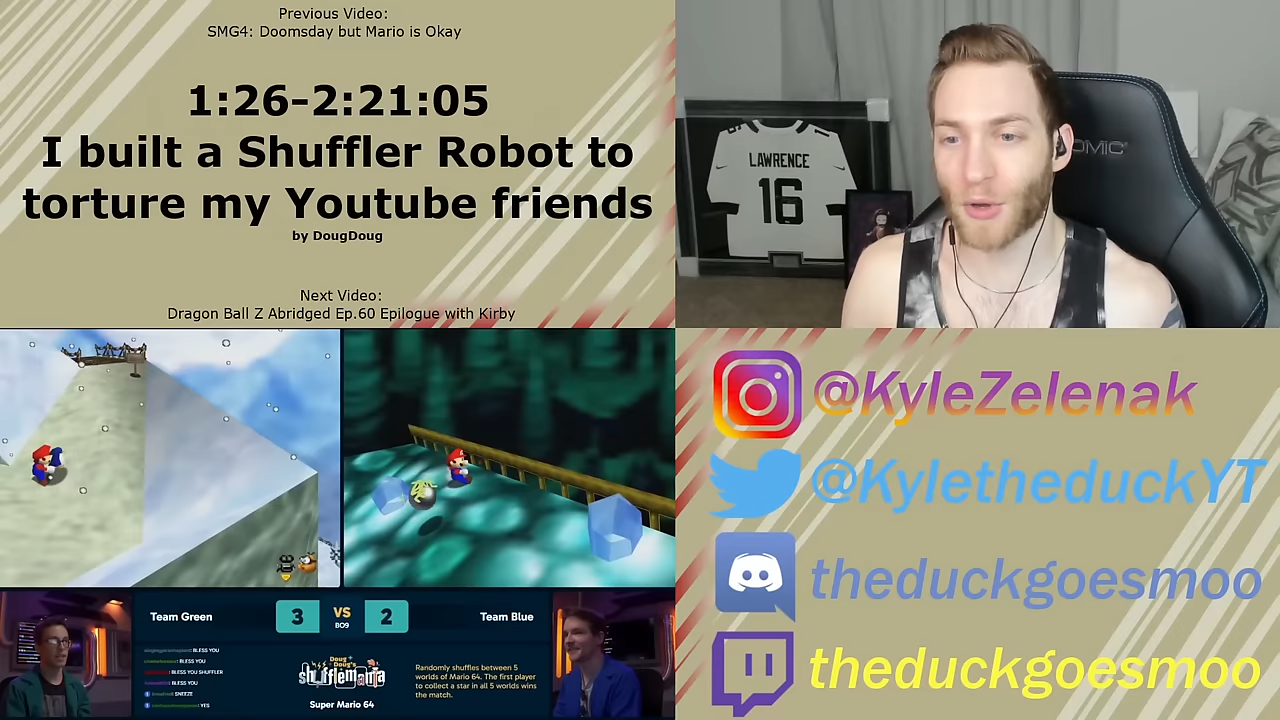 Previous Video:
SMG4: Doomsday but Mario is Okay
1:26-2:21:05
I built a Shuffler Robot to
torture my Youtube friends
by DougDoug
Next Video:
Dragon Ball Z Abridged Ep.60 Epilogue with Kirby
LAWRENCE
16
OMIC
@KyleZelenak
@KyletheduckYT
theduckgoesmoo
theduckgoesmoo
Team Green
3
VS
BO9
2
Team Blue
BLESS YOU
BLESS YOU
BLESS YOU SHUFFLER
BLESS YOU
SNEEZE
YES
Doug Doug's
shufflemania
Super Mario 64
Randomly shuffles between 5
worlds of Mario 64. The first player
to collect a star in all 5 worlds wins
the match.